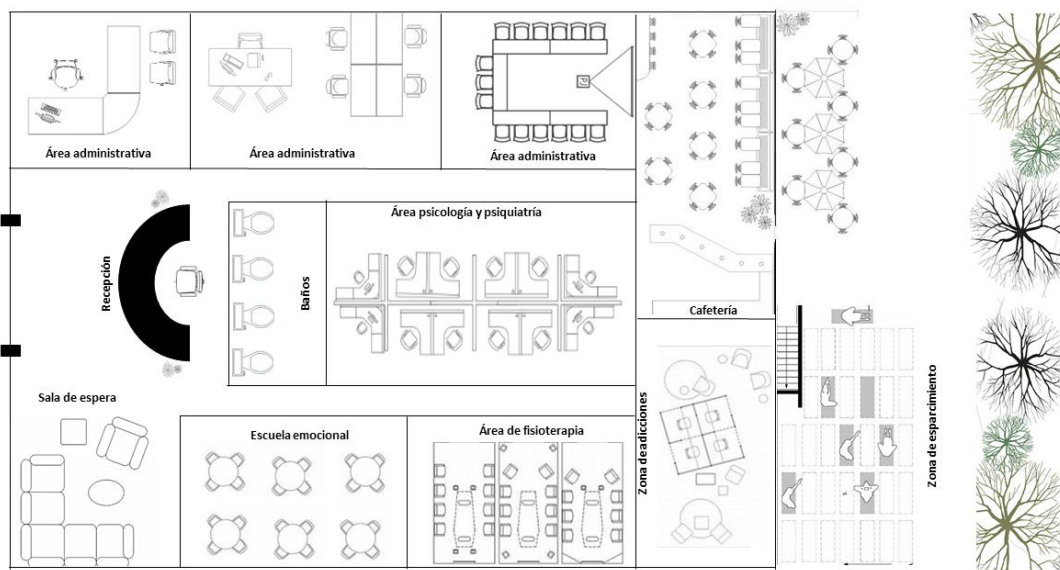 Área administrativa
Área administrativa
Área administrativa
Área psicología y psiquiatría
Recepción
Baños
Cafetería
Sala de espera
Escuela emocional
Área de fisioterapia
Zona de adicciones
Zona de esparcimiento